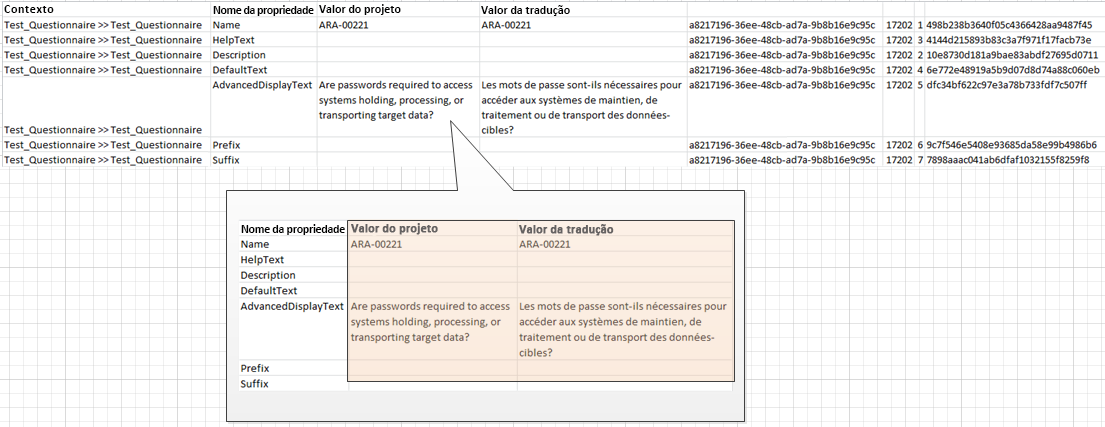 Contexto Nome da propriedade Valor do projeto Valor da tradução
Test_Questionnaire >> Test_Questionnaire Name ARA-00221 ARA-00221 a8217196-36ee-48cb-ad7a-9b8b16e9c95c 17202 1 498b238b3640f05c4366428aa9487f45
Test_Questionnaire >> Test_Questionnaire HelpText a8217196-36ee-48cb-ad7a-9b8b16e9c95c 17202 3 4144d215893b83c3a7f971f17facb73e
Test_Questionnaire >> Test_Questionnaire Description a8217196-36ee-48cb-ad7a-9b8b16e9c95c 17202 2 10e8730d181a9bae83abdf27695d0711
Test_Questionnaire >> Test_Questionnaire DefaultText a8217196-36ee-48cb-ad7a-9b8b16e9c95c 17202 4 6e772e48919a5b9d07d8d74a88c060eb
AdvancedDisplayText Are passwords required to access Les mots de passe sont-ils nécessaires pour a8217196-36ee-48cb-ad7a-9b8b16e9c95c 17202 5 dfc34bf622c97e3a78b733fdf7c507ff
systems holding, processing, or accéder aux systèmes de maintien, de
transporting target data? traitement ou de transport des données-
Test_Questionnaire >> Test_Questionnaire cibles?
Test_Questionnaire >> Test_Questionnaire Prefix a8217196-36ee-48cb-ad7a-9b8b16e9c95c 17202 6 9c7f546e5408e93685da58e99b4986b6
Test_Questionnaire >> Test_Questionnaire Suffix a8217196-36ee-48cb-ad7a-9b8b16e9c95c 17202 7 7898aaac041ab6dfaf1032155f8259f8
Nome da propriedade Valor do projeto Valor da tradução
Name ARA-00221 ARA-00221
HelpText
Description
DefaultText
AdvancedDisplayText Are passwords required to access Les mots de passe sont-ils nécessaires pour
systems holding, processing, or accéder aux systèmes de maintien, de
transporting target data? traitement ou de transport des données-
cibles?
Prefix
Suffix